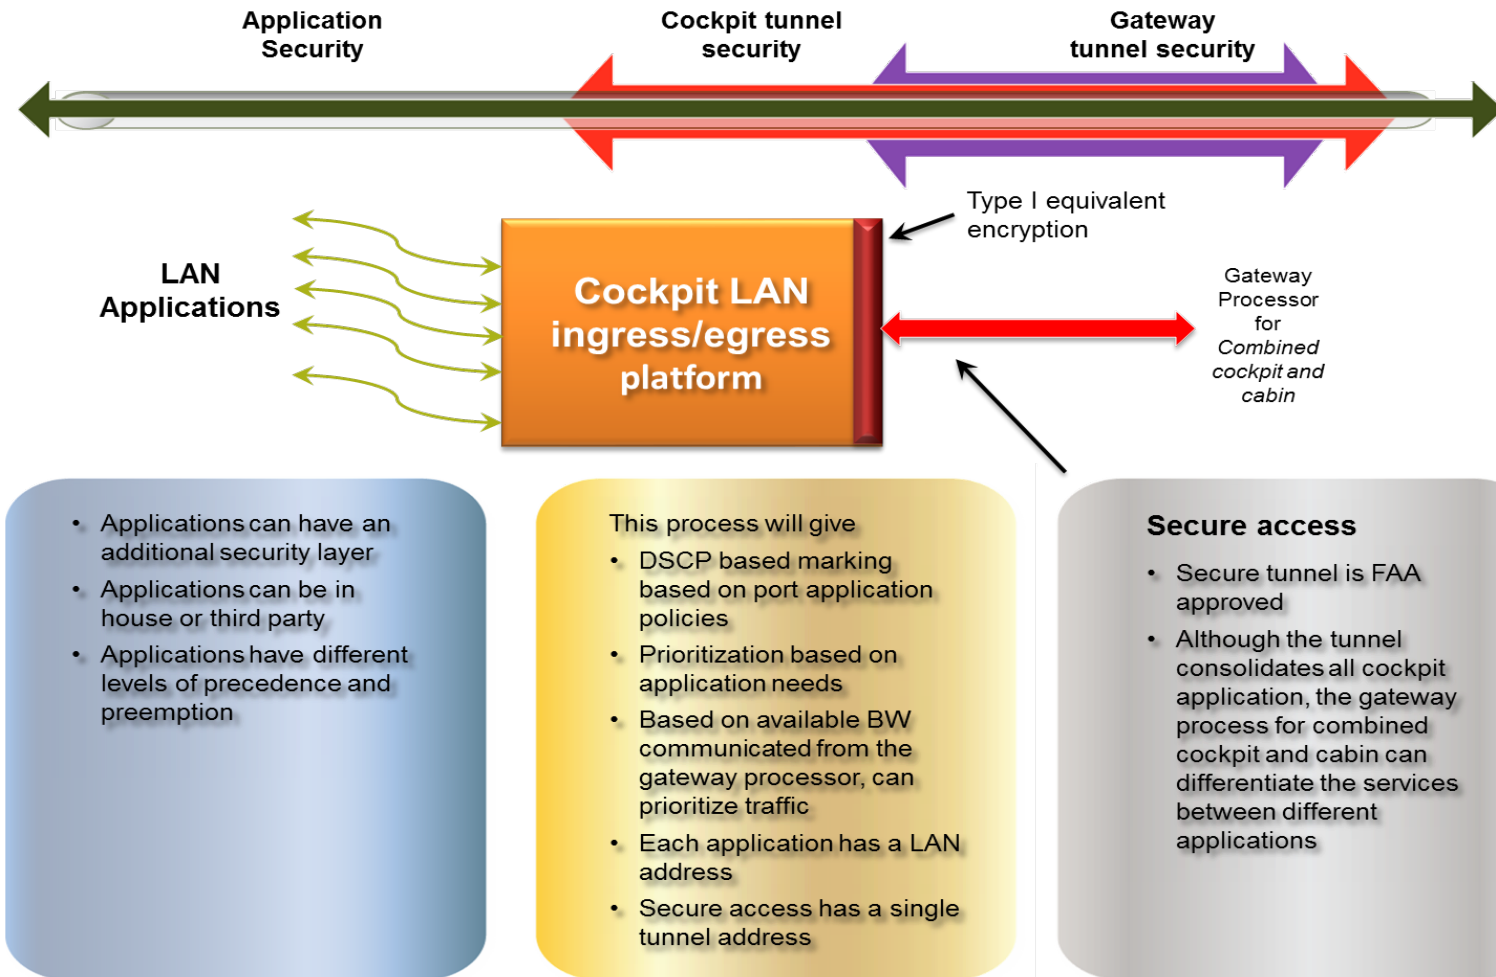 Application
Security
Cockpit tunnel
security
Gateway
tunnel security
Type I equivalent
encryption
LAN
Applications
Cockpit LAN
ingress/egress
platform
Gateway
Processor
for
Combined
cockpit and
cabin
• Applications can have an
additional security layer
• Applications can be in
house or third party
• Applications have different
levels of precedence and
preemption
This process will give
• DSCP based marking
based on port application
policies
• Prioritization based on
application needs
• Based on available BW
communicated from the
gateway processor, can
prioritize traffic
• Each application has a LAN
address
• Secure access has a single
tunnel address
Secure access
• Secure tunnel is FAA
approved
• Although the tunnel
consolidates all cockpit
application, the gateway
process for combined
cockpit and cabin can
differentiate the services
between different
applications